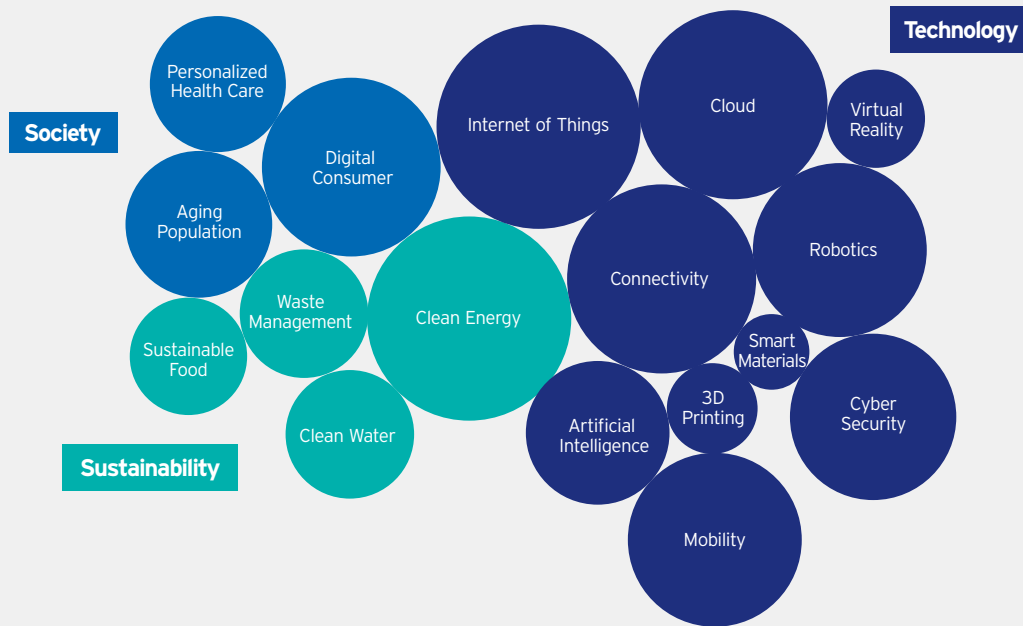 Technology
Society
Personalized
Health Care
Digital
Consumer
Aging
Population
Internet of Things
Cloud
Virtual
Reality
Robotics
Connectivity
Smart
Materials
3D
Printing
Cyber
Security
Artificial
Intelligence
Mobility
Waste
Management
Clean Energy
Sustainable
Food
Clean Water
Sustainability